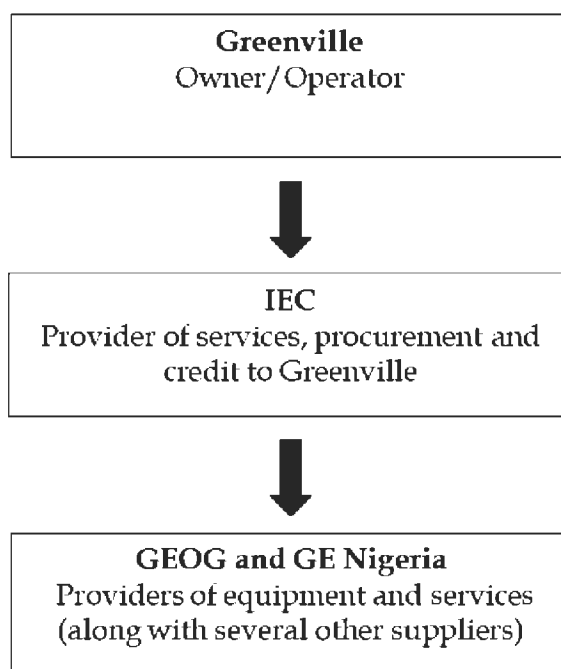 Greenville
Owner/Operator
IEC
Provider of services, procurement and
credit to Greenville
GEOG and GE Nigeria
Providers of equipment and services
(along with several other suppliers)